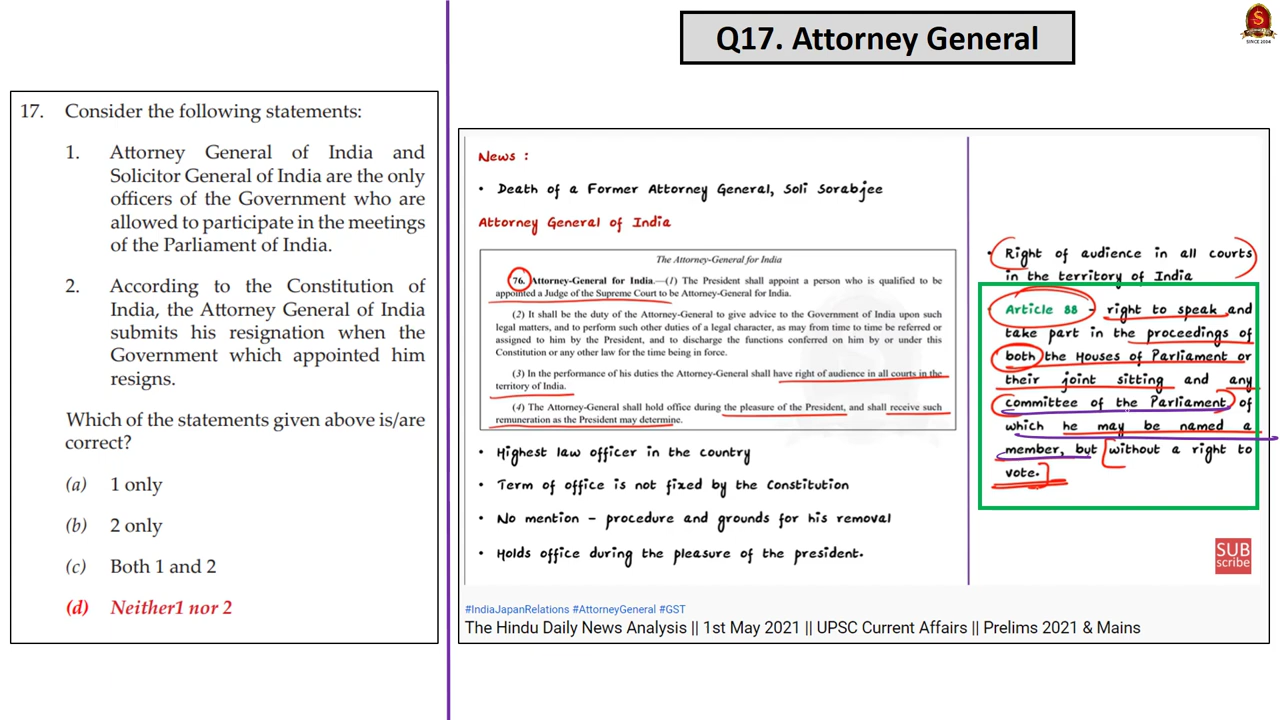 Q17. Attorney General
SINCE 2004
17. Consider the following statements:
1. Attorney General of India and
Solicitor General of India are the only
officers of the Government who are
allowed to participate in the meetings
of the Parliament of India.
2. According to the Constitution of
India, the Attorney General of India
submits his resignation when the
Government which appointed him
resigns.
Which of the statements given above is/are
correct?
(a) 1 only
(b) 2 only
(c) Both 1 and 2
(d) Neither1 nor 2
News :
• Death of a Former Attorney General, Soli Sorabjee
Attorney General of India
The Attorney-General for India
76. Attorney-General for India.—(1) The President shall appoint a person who is qualified to be
appointed a Judge of the Supreme Court to be Attorney-General for India.
(2) It shall be the duty of the Attorney-General to give advice to the Government of India upon such
legal matters, and to perform such other duties of a legal character, as may from time to time be referred or
assigned to him by the President, and to discharge the functions conferred on him by or under this
Constitution or any other law for the time being in force.
(3) In the performance of his duties the Attorney-General shall have right of audience in all courts in the
territory of India.
(4) The Attorney-General shall hold office during the pleasure of the President, and shall receive such
remuneration as the President may determine.
• Highest law officer in the country
• Term of office is not fixed by the Constitution
• No mention - procedure and grounds for his removal
• Holds office during the pleasure of the president.
• Right of audience in all courts
in the territory of India
Article 88 - right to speak and
take part in the proceedings of
both the Houses of Parliament or
their joint sitting and any
committee of the Parliament of
which he may be named a
member, but without a right to
vote.
SUB
scribe
#IndiaJapanRelations #AttorneyGeneral #GST
The Hindu Daily News Analysis || 1st May 2021 || UPSC Current Affairs || Prelims 2021 & Mains